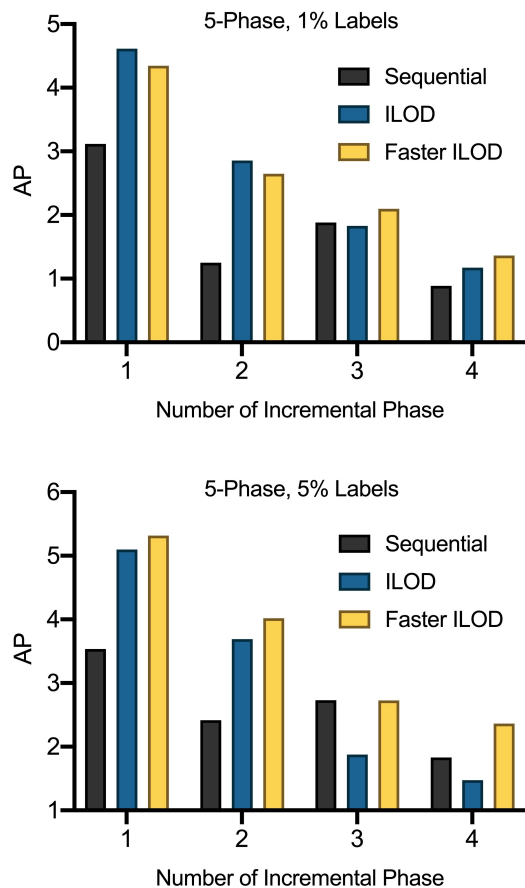 5-Phase, 1% Labels
5
4
3
2
1
0
AP
Sequential
ILOD
Faster ILOD
1 2 3 4
Number of Incremental Phase
5-Phase, 5% Labels
6
5
4
3
2
1
AP
Sequential
ILOD
Faster ILOD
1 2 3 4
Number of Incremental Phase